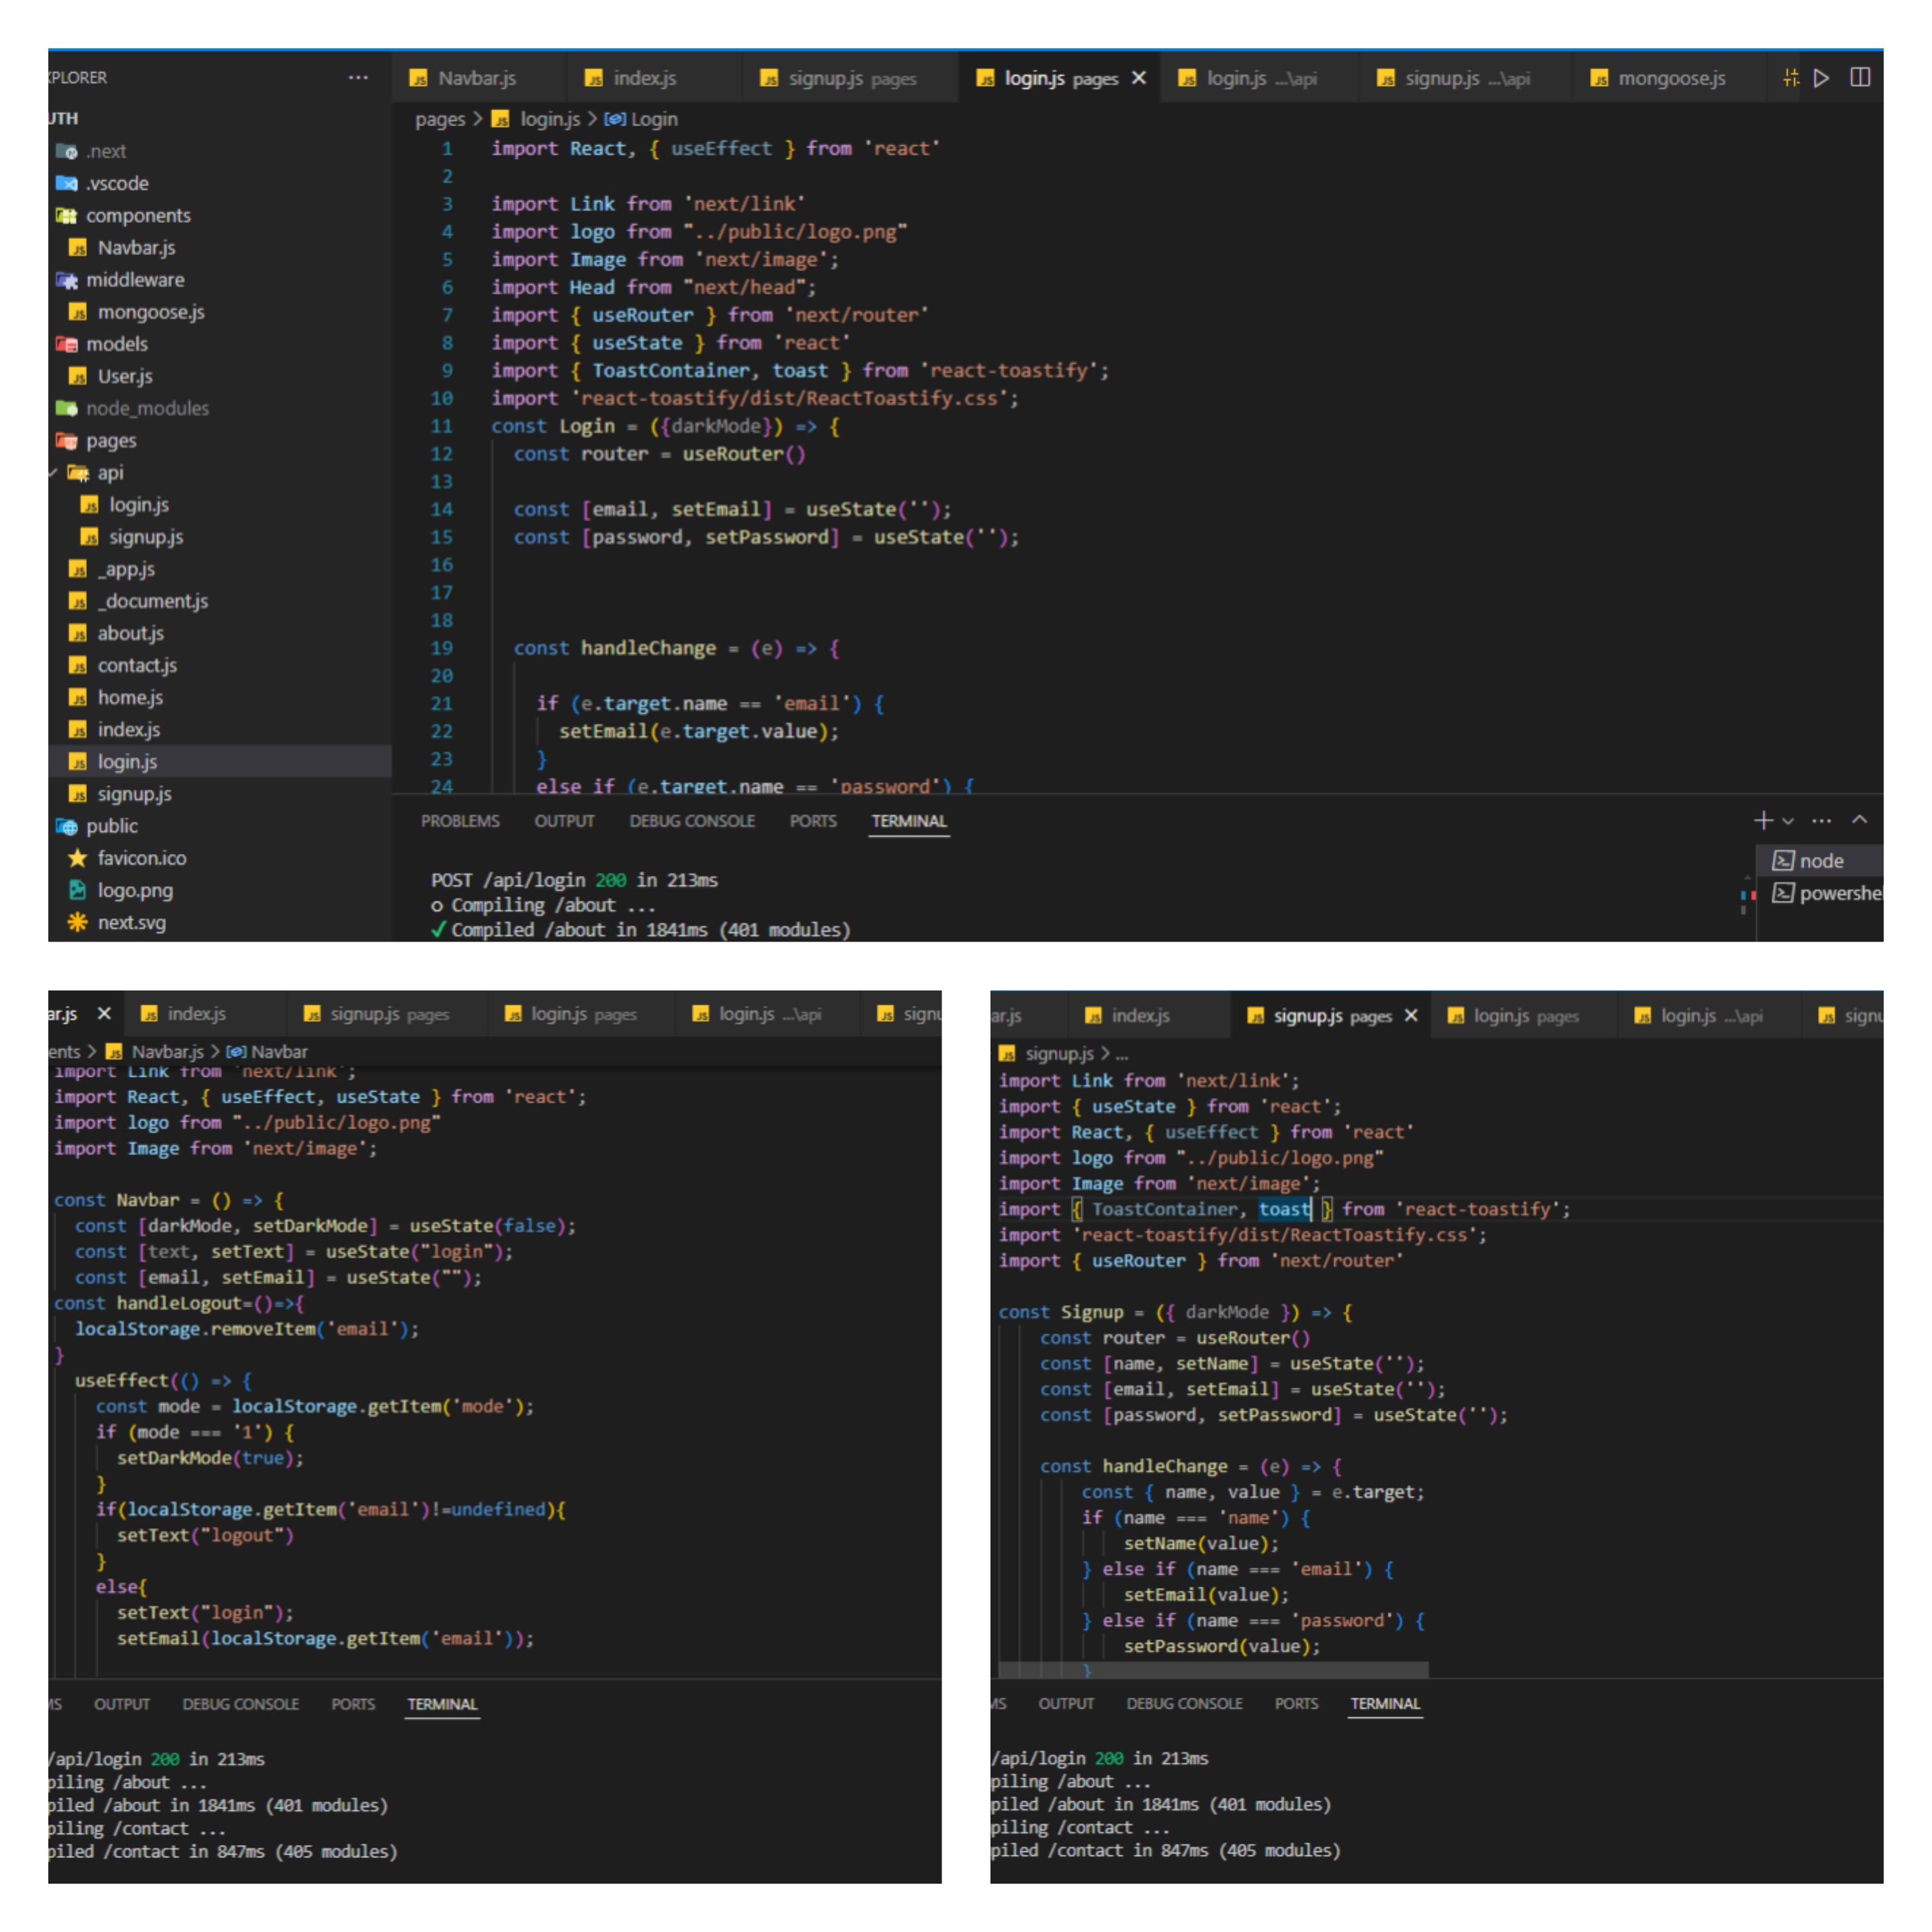 XPLORER ···
UTH
.next
.vscode
components
Navbar.js
middleware
mongoose.js
models
User.js
node_modules
pages
api
login.js
signup.js
_app.js
_document.js
about.js
contact.js
home.js
index.js
login.js
signup.js
public
favicon.ico
logo.png
next.svg
JS Navbar.js JS index.js JS signup.js pages JS login.js pages × JS login.js ...\api JS signup.js ...\api JS mongoose.js
pages > JS login.js > Login
1 import React, { useEffect } from 'react'
2
3 import Link from 'next/link'
4 import logo from "../public/logo.png"
5 import Image from 'next/image';
6 import Head from "next/head";
7 import { useRouter } from 'next/router'
8 import { useState } from 'react'
9 import { ToastContainer, toast } from 'react-toastify';
10 import 'react-toastify/dist/ReactToastify.css';
11 const Login = ({darkMode}) => {
12 const router = useRouter()
13
14 const [email, setEmail] = useState('');
15 const [password, setPassword] = useState('');
16
17
18
19 const handleChange = (e) => {
20
21 if (e.target.name == 'email') {
22 setEmail(e.target.value);
23 }
24 else if (e.target.name == 'password') {
PROBLEMS OUTPUT DEBUG CONSOLE PORTS TERMINAL
POST /api/login 200 in 213ms
○ Compiling /about ...
✓ Compiled /about in 1841ms (401 modules)
node
powershe
ar.js × JS index.js JS signup.js pages JS login.js pages JS login.js ...\api JS signu
ents > JS Navbar.js > Navbar
import Link from 'next/link';
import React, { useEffect, useState } from 'react';
import logo from "../public/logo.png"
import Image from 'next/image';
const Navbar = () => {
const [darkMode, setDarkMode] = useState(false);
const [text, setText] = useState("login");
const [email, setEmail] = useState("");
const handleLogout=()=>{
localStorage.removeItem('email');
}
useEffect(() => {
const mode = localStorage.getItem('mode');
if (mode === '1') {
setDarkMode(true);
}
if(localStorage.getItem('email')!=undefined){
setText("logout")
}
else{
setText("login");
setEmail(localStorage.getItem('email'));
MS OUTPUT DEBUG CONSOLE PORTS TERMINAL
/api/login 200 in 213ms
piling /about ...
piled /about in 1841ms (401 modules)
piling /contact ...
piled /contact in 847ms (405 modules)
ar.js JS index.js JS signup.js pages × JS login.js pages JS login.js ...\api JS signu
JS signup.js > ...
import Link from 'next/link';
import { useState } from 'react';
import React, { useEffect } from 'react'
import logo from "../public/logo.png"
import Image from 'next/image';
import { ToastContainer, toast } from 'react-toastify';
import 'react-toastify/dist/ReactToastify.css';
import { useRouter } from 'next/router'
const Signup = ({ darkMode }) => {
const router = useRouter()
const [name, setName] = useState('');
const [email, setEmail] = useState('');
const [password, setPassword] = useState('');
const handleChange = (e) => {
const { name, value } = e.target;
if (name === 'name') {
setName(value);
} else if (name === 'email') {
setEmail(value);
} else if (name === 'password') {
setPassword(value);
}
MS OUTPUT DEBUG CONSOLE PORTS TERMINAL
/api/login 200 in 213ms
piling /about ...
piled /about in 1841ms (401 modules)
piling /contact ...
piled /contact in 847ms (405 modules)